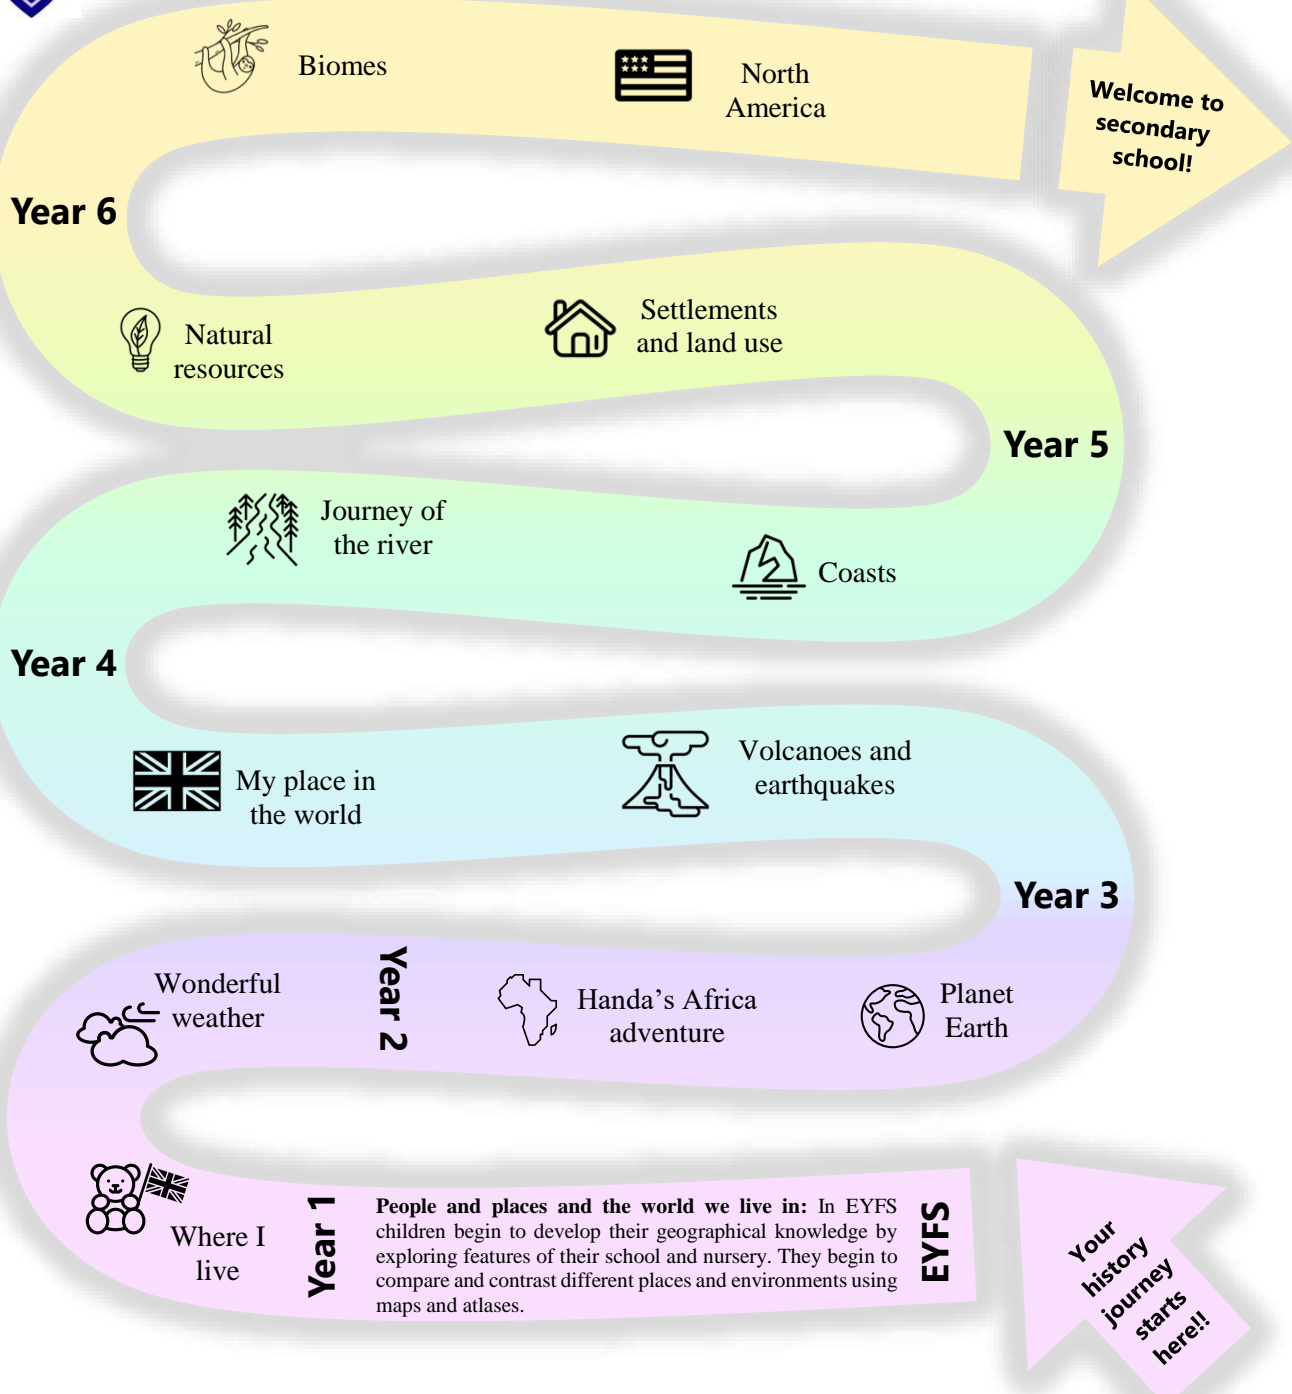 Biomes
North
America
Welcome to
secondary
school!
Year 6
Natural
resources
Settlements
and land use
Year 5
Journey of
the river
Coasts
Year 4
My place in
the world
Volcanoes and
earthquakes
Year 3
Wonderful
weather
Year 2
Handa's Africa
adventure
Planet
Earth
Where I
live
Year 1
People and places and the world we live in: In EYFS
children begin to develop their geographical knowledge by
exploring features of their school and nursery. They begin to
compare and contrast different places and environments using
maps and atlases.
EYFS
Your
history
journey
starts
here!!